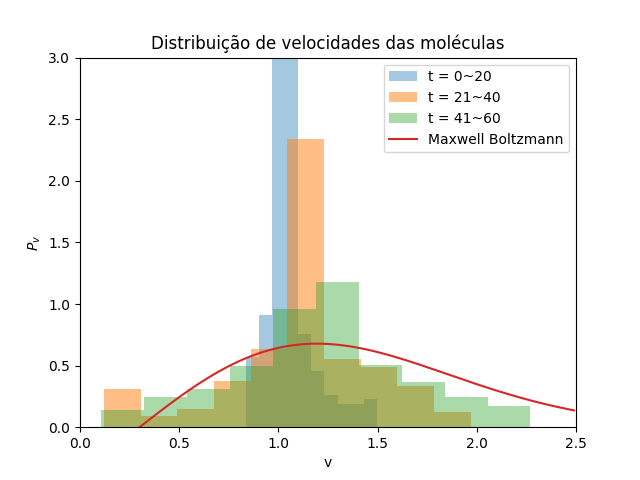 Distribuição de velocidades das moléculas
3.0
2.5
2.0
1.5
1.0
0.5
0.0
P_v
t = 0~20
t = 21~40
t = 41~60
Maxwell Boltzmann
0.0 0.5 1.0 1.5 2.0 2.5
v